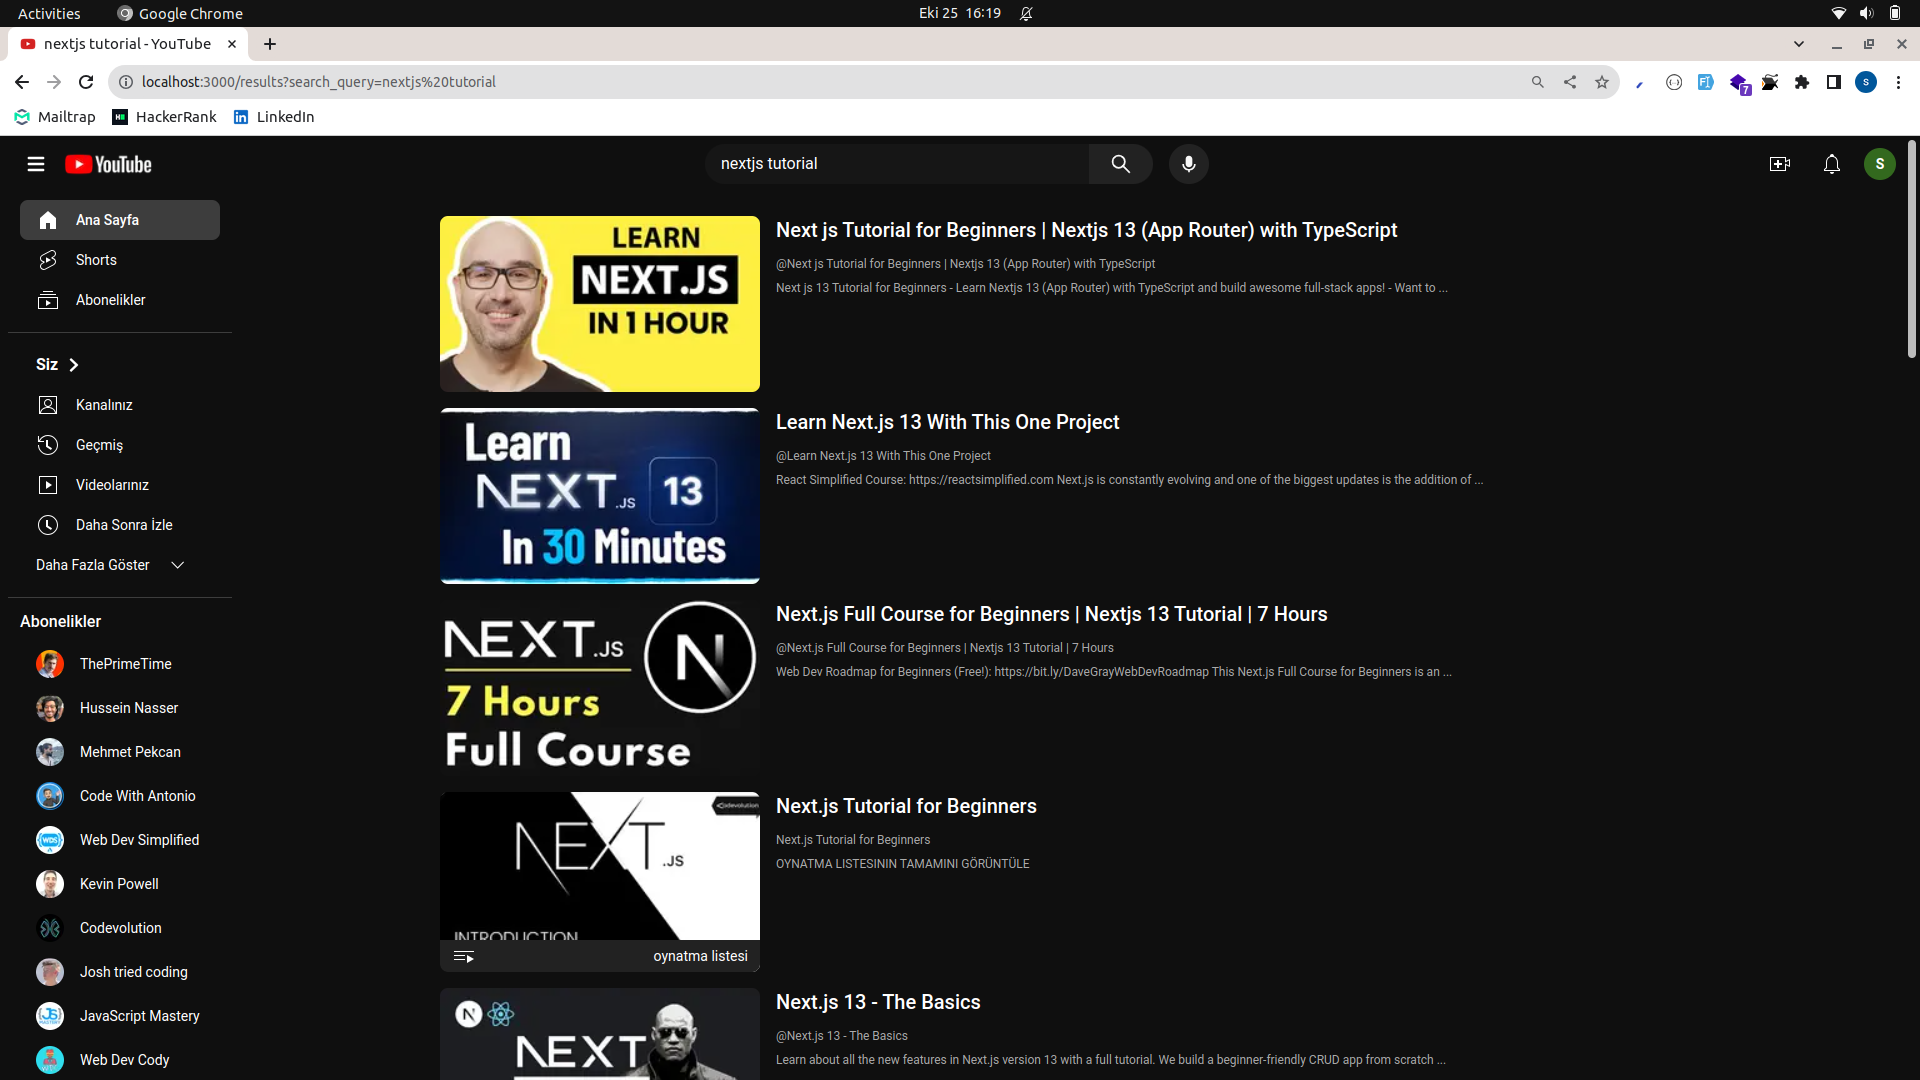 Activities
Google Chrome
Eki 25 16:19
nextjs tutorial - YouTube
localhost:3000/results?search_query=nextjs%20tutorial
7
S
Mailtrap
HackerRank
LinkedIn
YouTube
nextjs tutorial
S
Ana Sayfa
Shorts
Abonelikler
Siz
Kanalınız
Geçmiş
Videolarınız
Daha Sonra İzle
Daha Fazla Göster
Abonelikler
ThePrimeTime
Hussein Nasser
Mehmet Pekcan
Code With Antonio
Web Dev Simplified
Kevin Powell
Codevolution
Josh tried coding
JavaScript Mastery
Web Dev Cody
LEARN
NEXT.JS
IN 1 HOUR
Next js Tutorial for Beginners | Nextjs 13 (App Router) with TypeScript
@Next js Tutorial for Beginners | Nextjs 13 (App Router) with TypeScript
Next js 13 Tutorial for Beginners - Learn Nextjs 13 (App Router) with TypeScript and build awesome full-stack apps! - Want to ...
Learn
NEXT.JS 13
In 30 Minutes
Learn Next.js 13 With This One Project
@Learn Next.js 13 With This One Project
React Simplified Course: https://reactsimplified.com Next.js is constantly evolving and one of the biggest updates is the addition of ...
NEXT.JS N
7 Hours
Full Course
Next.js Full Course for Beginners | Nextjs 13 Tutorial | 7 Hours
@Next.js Full Course for Beginners | Nextjs 13 Tutorial | 7 Hours
Web Dev Roadmap for Beginners (Free!): https://bit.ly/DaveGrayWebDevRoadmap This Next.js Full Course for Beginners is an ...
Codevolution
NEXT.JS
INTRODUCTION
oynatma listesi
Next.js Tutorial for Beginners
Next.js Tutorial for Beginners
OYNATMA LISTESININ TAMAMINI GÖRÜNTÜLE
N
NEXT
Next.js 13 - The Basics
@Next.js 13 - The Basics
Learn about all the new features in Next.js version 13 with a full tutorial. We build a beginner-friendly CRUD app from scratch ...